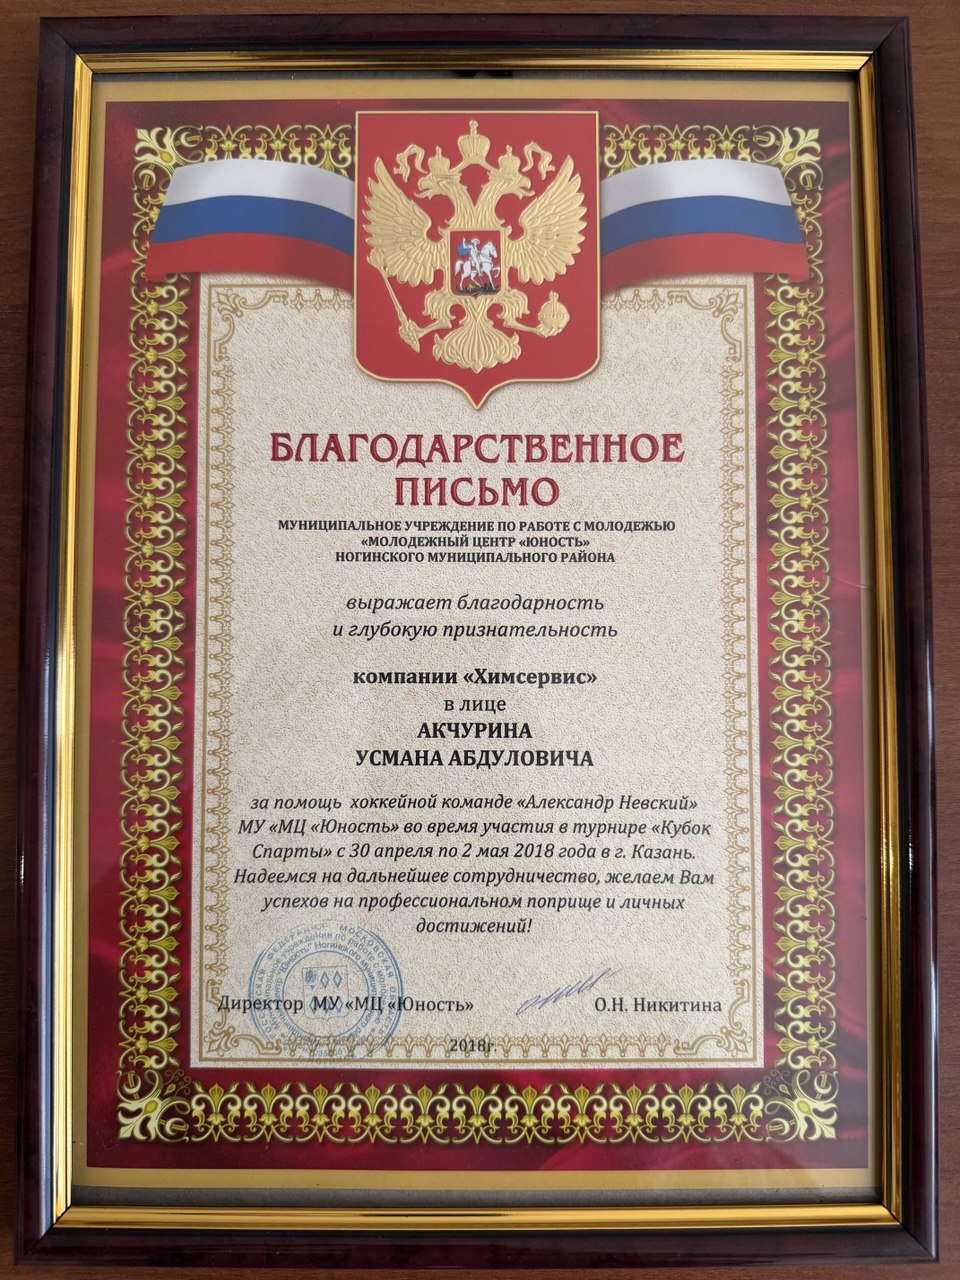 БЛАГОДАРСТВЕННОЕ
ПИСЬМО
МУНИЦИПАЛЬНОЕ УЧРЕЖДЕНИЕ ПО РАБОТЕ С МОЛОДЕЖЬЮ
«МОЛОДЕЖНЫЙ ЦЕНТР «ЮНОСТЬ»
НОГИНСКОГО МУНИЦИПАЛЬНОГО РАЙОНА
выражает благодарность
и глубокую признательность
компании «Химсервис»
в лице
АКЧУРИНА
УСМАНА АБДУЛОВИЧА
за помощь хоккейной команде «Александр Невский»
МУ «МЦ «Юность» во время участия в турнире «Кубок
Спарты» с 30 апреля по 2 мая 2018 года в г. Казань.
Надеемся на дальнейшее сотрудничество, желаем Вам
успехов на профессиональном поприще и личных
достижений!
Директор МУ «МЦ «Юность» О.Н. Никитина
2018г.